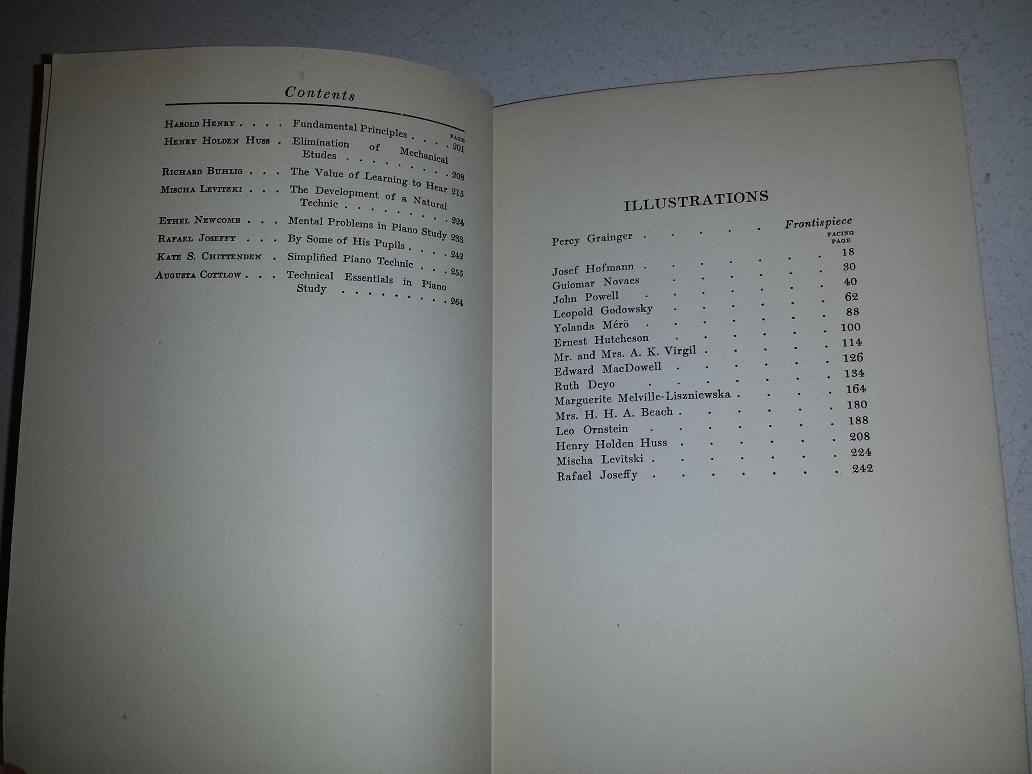 Contents
PAGE
HAROLD HENRY . . . . Fundamental Principles . . . . 201
HENRY HOLDEN HUSS . Elimination of Mechanical
Etudes . . . . . . . . . 208
RICHARD BUHLIG . . . The Value of Learning to Hear 215
MISCHA LEVITZKI . . . The Development of a Natural
Technic . . . . . . . . . 224
ETHEL NEWCOMB . . . Mental Problems in Piano Study 233
RAFAEL JOSEFFY . . . By Some of His Pupils . . . . 242
KATE S. CHITTENDEN . Simplified Piano Technic . . . 255
AUGUSTA COTTLOW . . . Technical Essentials in Piano
Study . . . . . . . . . 264
ILLUSTRATIONS
Percy Grainger . . . . . Frontispiece
FACING
PAGE
Josef Hofmann . . . . . . . 18
Guiomar Novaes . . . . . . 30
John Powell . . . . . . . 40
Leopold Godowsky . . . . . . 62
Yolanda Mérö . . . . . . . 88
Ernest Hutcheson . . . . . . 100
Mr. and Mrs. A. K. Virgil . . . . . 114
Edward MacDowell . . . . . . 126
Ruth Deyo . . . . . . . 134
Marguerite Melville-Liszniewska . . . . 164
Mrs. H. H. A. Beach . . . . . . 180
Leo Ornstein . . . . . . . 188
Henry Holden Huss . . . . . . 208
Mischa Levitski . . . . . . . 224
Rafael Joseffy . . . . . . . 242